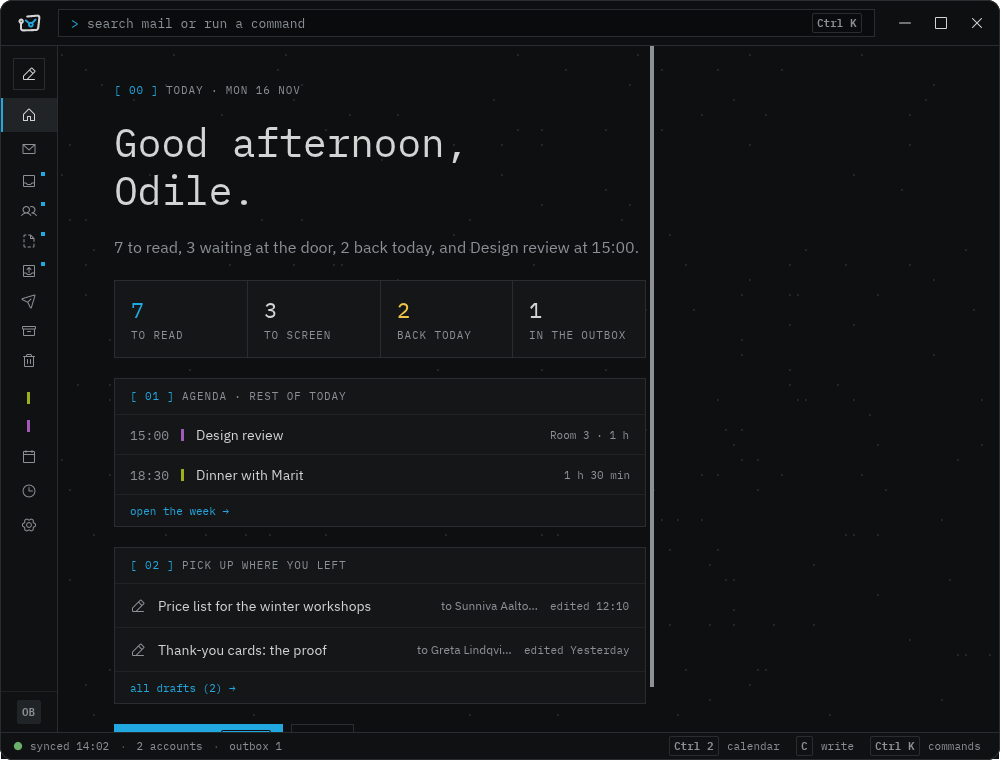 > search mail or run a command Ctrl K
[ 00 ] TODAY · MON 16 NOV
Good afternoon,
Odile.
7 to read, 3 waiting at the door, 2 back today, and Design review at 15:00.
7 3 2 1
TO READ TO SCREEN BACK TODAY IN THE OUTBOX
[ 01 ] AGENDA · REST OF TODAY
15:00 Design review Room 3 · 1 h
18:30 Dinner with Marit 1 h 30 min
open the week →
[ 02 ] PICK UP WHERE YOU LEFT
Price list for the winter workshops to Sunniva Aalto… edited 12:10
Thank-you cards: the proof to Greta Lindqvi… edited Yesterday
all drafts (2) →
OB
synced 14:02 · 2 accounts · outbox 1 Ctrl 2 calendar C write Ctrl K commands